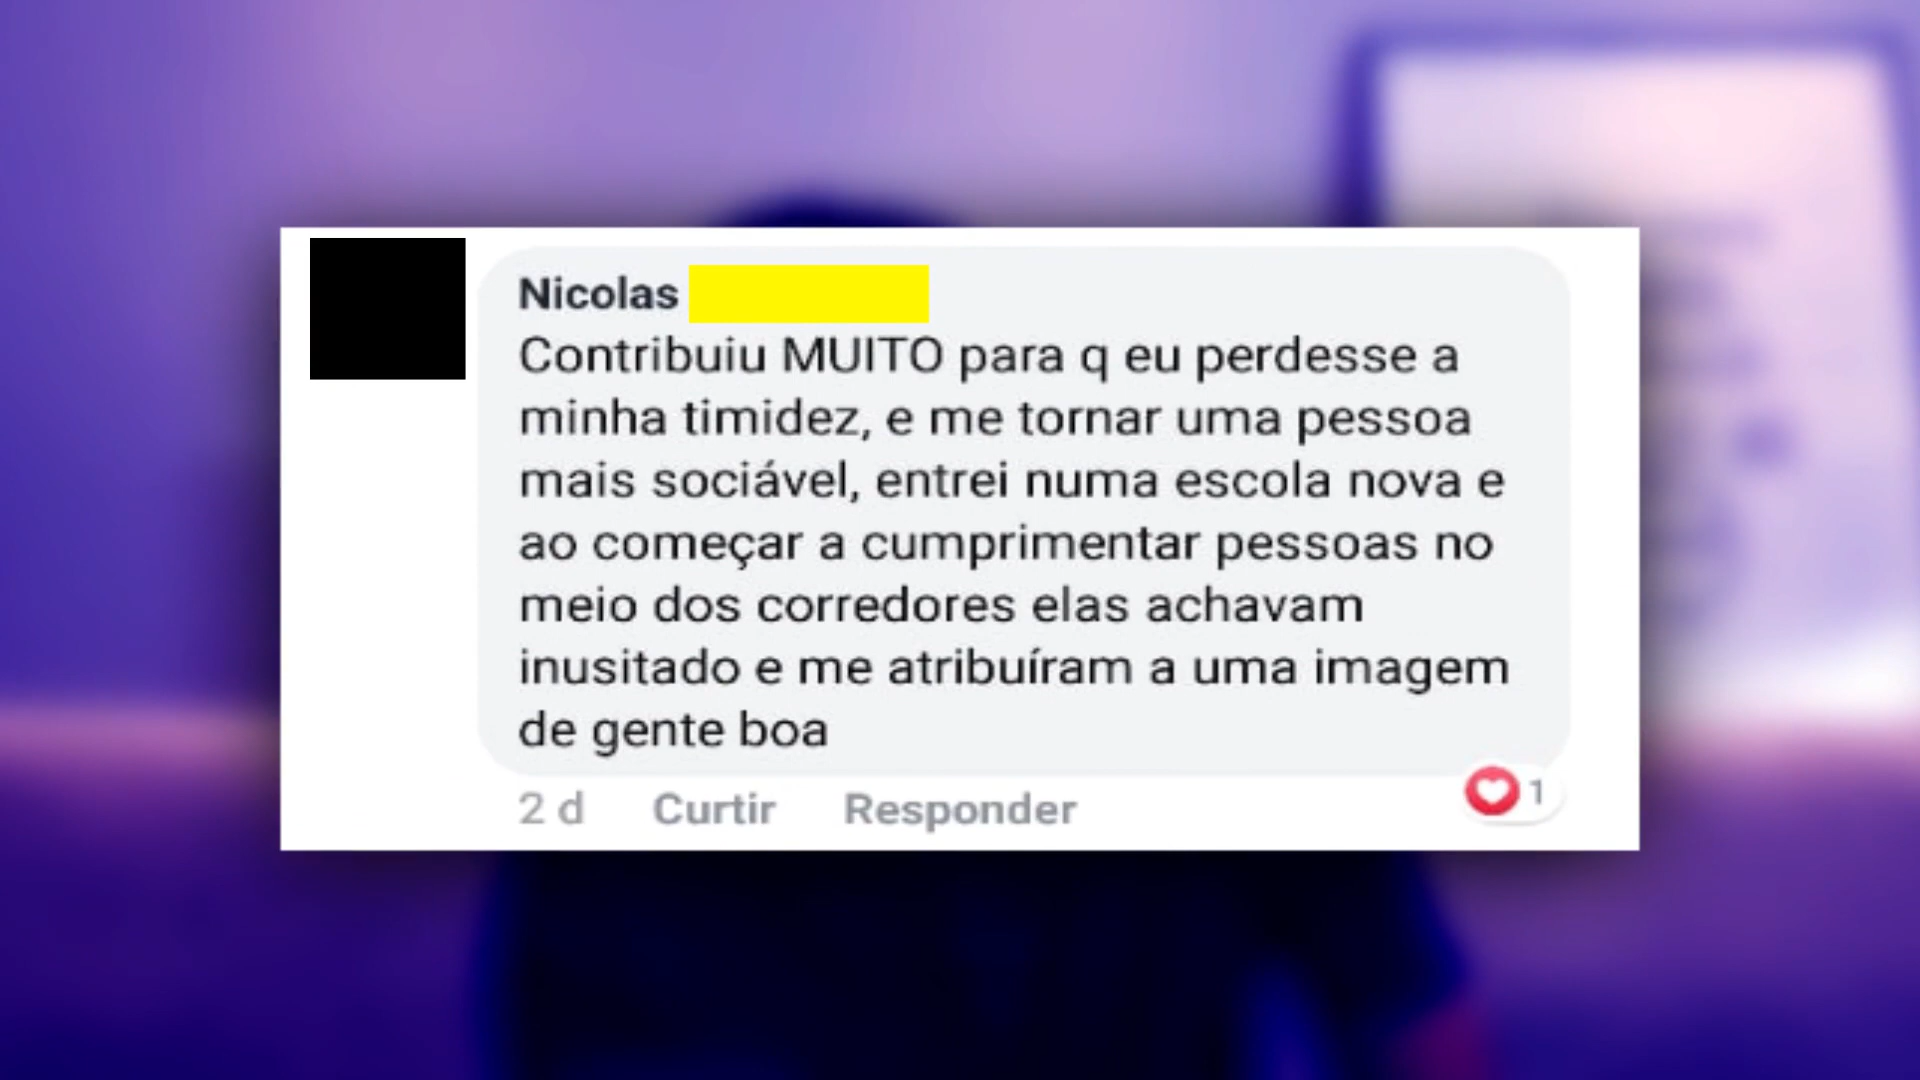 Nicolas
Contribuiu MUITO para q eu perdesse a
minha timidez, e me tornar uma pessoa
mais sociável, entrei numa escola nova e
ao começar a cumprimentar pessoas no
meio dos corredores elas achavam
inusitado e me atribuíram a uma imagem
de gente boa
2 d Curtir Responder 1